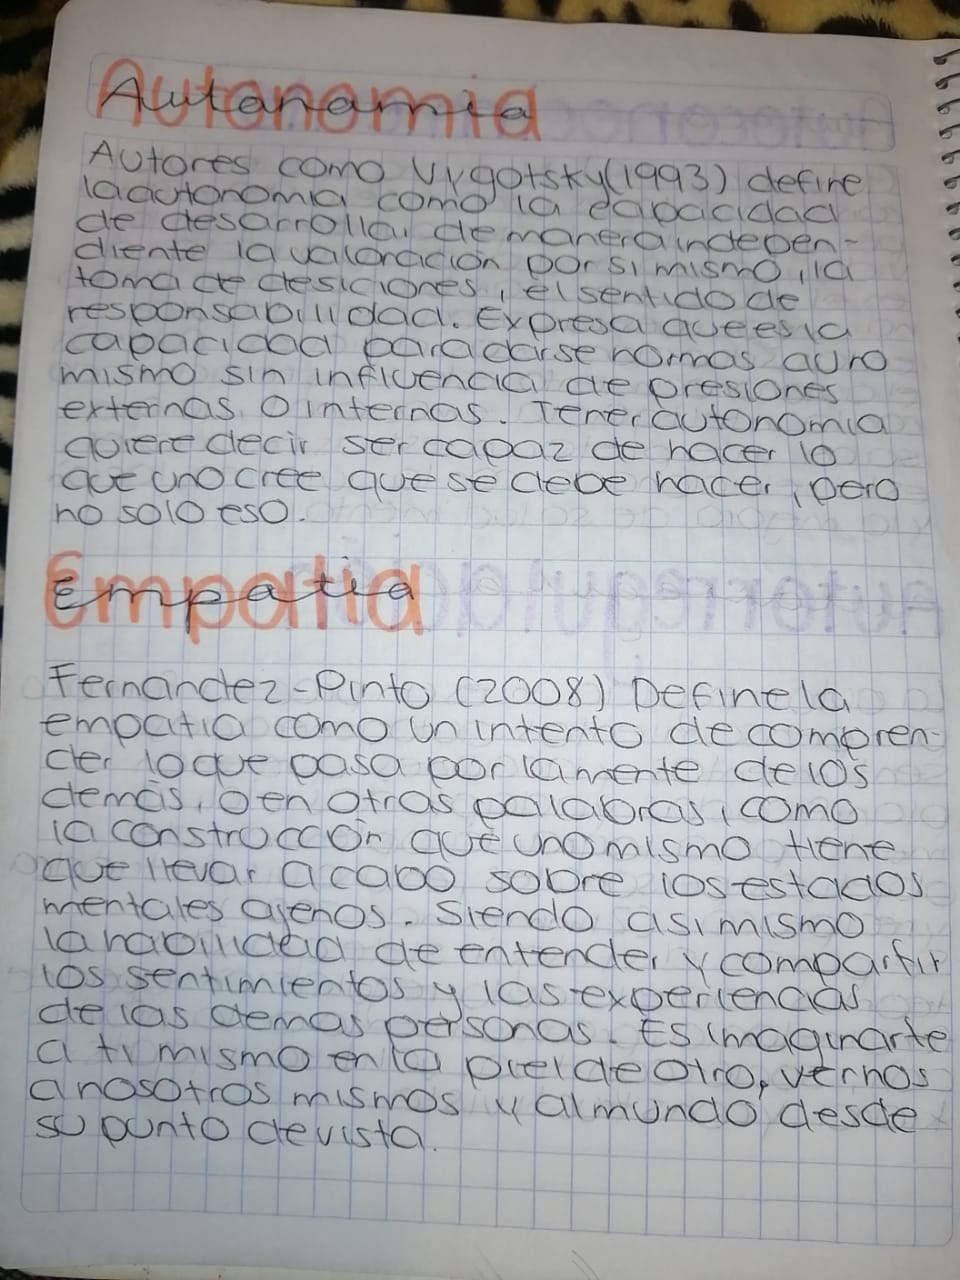 Autonomia
Autores como Vygotsky(1993) define
la autonomia como la capacidad
de desarrollar de manera indepen-
diente la valoración por si mismo, la
toma de desiciones, el sentido de
responsabilidad. Expresa que es la
capacidad para darse normas a uno
mismo sin influencia de presiones
externas o internas. Tener autonomia
quiere decir ser capaz de hacer lo
que uno cree que se debe hacer, pero
no solo eso.
Empatia
Fernandez-Pinto (2008) Define la
empatia como un intento de compren-
der lo que pasa por la mente de los
demás, o en otras palabras, como
la construcción que uno mismo tiene
que llevar a cabo sobre los estados
mentales ajenos. Siendo asi mismo
la habilidad de entender y compartir
los sentimientos y las experiencias
de las demas personas. Es imaginarte
a ti mismo en la piel de otro, vernos
a nosotros mismos y al mundo desde
su punto de vista.